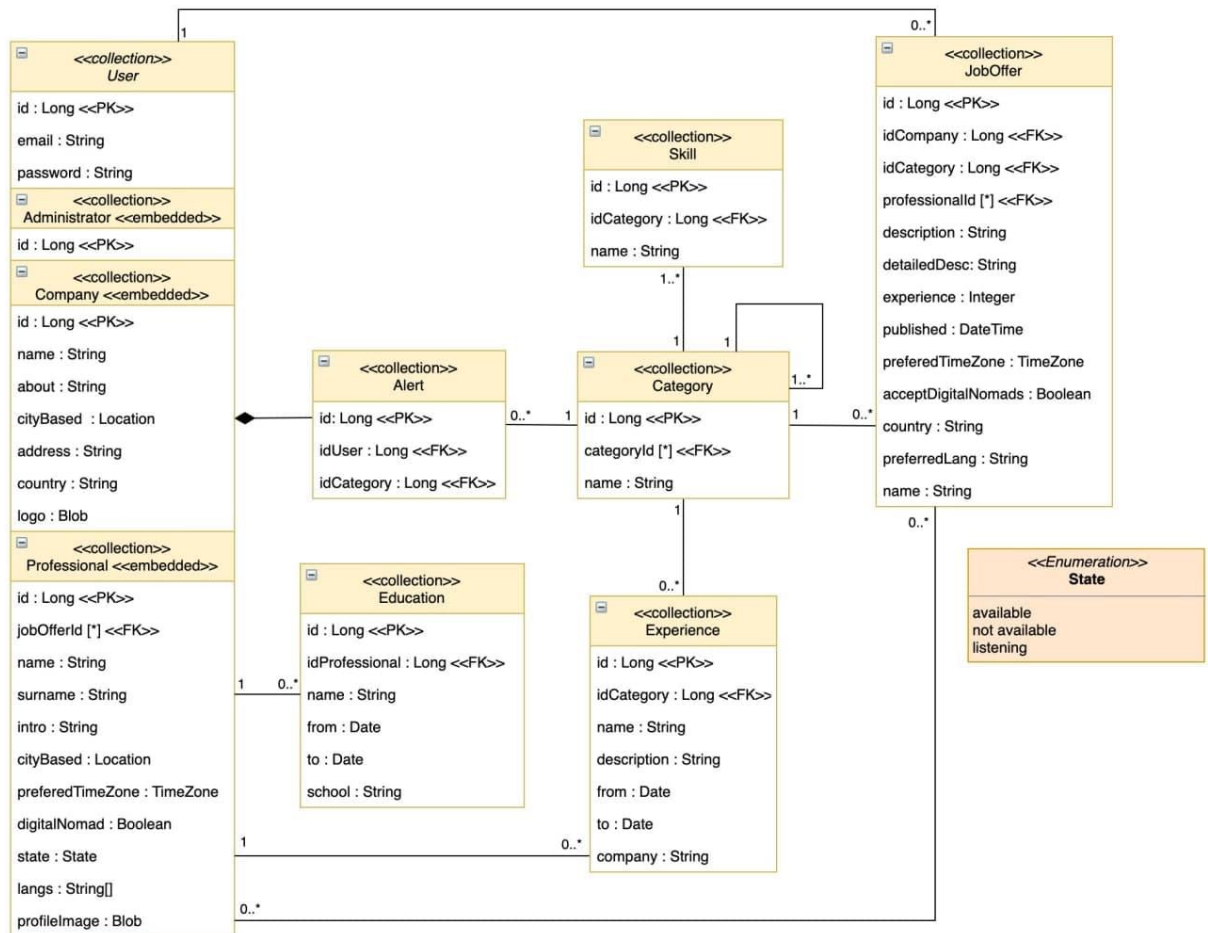 1
0..*
<<collection>>
User
id : Long <<PK>>
email : String
password : String
<<collection>>
Administrator <<embedded>>
id : Long <<PK>>
<<collection>>
Company <<embedded>>
id : Long <<PK>>
name : String
about : String
cityBased : Location
address : String
country : String
logo : Blob
<<collection>>
Professional <<embedded>>
id : Long <<PK>>
jobOfferId [*] <<FK>>
name : String
surname : String
intro : String
cityBased : Location
preferedTimeZone : TimeZone
digitalNomad : Boolean
state : State
langs : String[]
profileImage : Blob
<<collection>>
Alert
id: Long <<PK>>
idUser : Long <<FK>>
idCategory : Long <<FK>>
0..*
1
<<collection>>
Education
id : Long <<PK>>
idProfessional : Long <<FK>>
name : String
from : Date
to : Date
school : String
1
0..*
<<collection>>
Skill
id : Long <<PK>>
idCategory : Long <<FK>>
name : String
1..*
1
1
1..*
<<collection>>
Category
id : Long <<PK>>
categoryId [*] <<FK>>
name : String
1
0..*
1
0..*
<<collection>>
Experience
id : Long <<PK>>
idCategory : Long <<FK>>
name : String
description : String
from : Date
to : Date
company : String
1
0..*
<<collection>>
JobOffer
id : Long <<PK>>
idCompany : Long <<FK>>
idCategory : Long <<FK>>
professionalId [*] <<FK>>
description : String
detailedDesc: String
experience : Integer
published : DateTime
preferedTimeZone : TimeZone
acceptDigitalNomads : Boolean
country : String
preferredLang : String
name : String
0..*
0..*
<<Enumeration>>
State
available
not available
listening